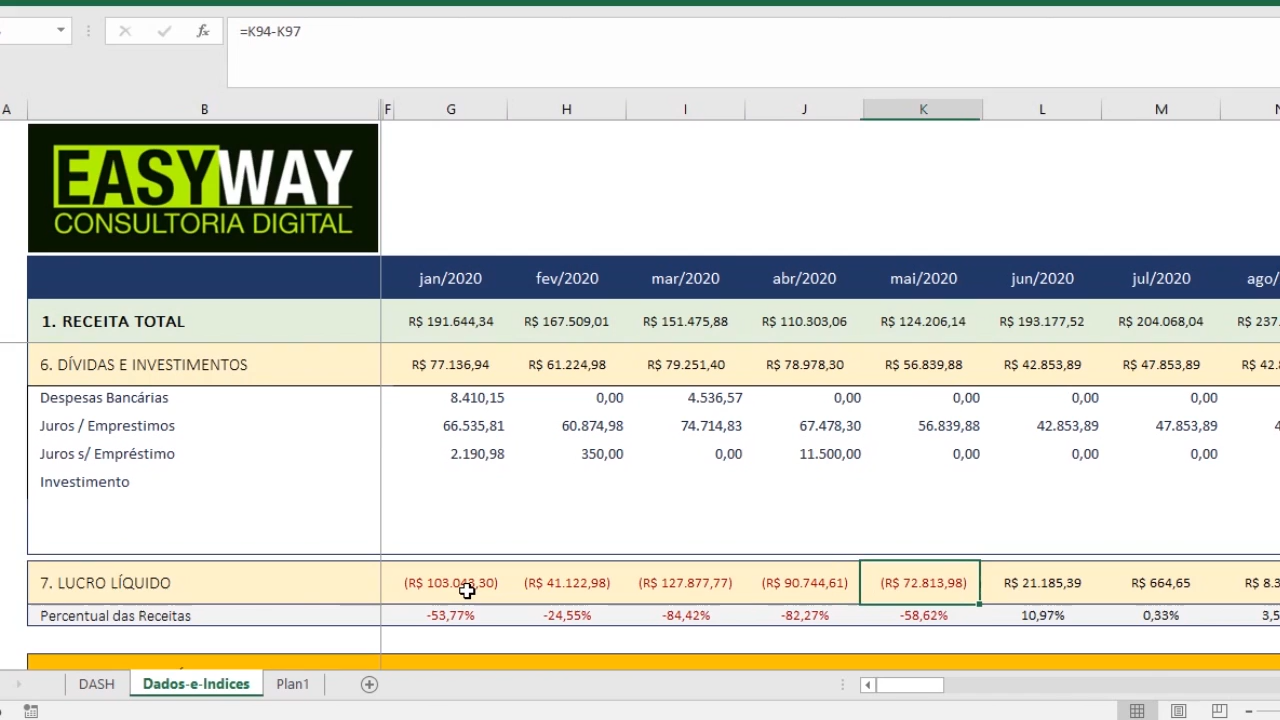 =K94-K97
A B F G H I J K L M N
EASYWAY
CONSULTORIA DIGITAL
jan/2020 fev/2020 mar/2020 abr/2020 mai/2020 jun/2020 jul/2020 ago/
1. RECEITA TOTAL R$ 191.644,34 R$ 167.509,01 R$ 151.475,88 R$ 110.303,06 R$ 124.206,14 R$ 193.177,52 R$ 204.068,04 R$ 237.
6. DÍVIDAS E INVESTIMENTOS R$ 77.136,94 R$ 61.224,98 R$ 79.251,40 R$ 78.978,30 R$ 56.839,88 R$ 42.853,89 R$ 47.853,89 R$ 42.
Despesas Bancárias 8.410,15 0,00 4.536,57 0,00 0,00 0,00 0,00
Juros / Emprestimos 66.535,81 60.874,98 74.714,83 67.478,30 56.839,88 42.853,89 47.853,89 4
Juros s/ Empréstimo 2.190,98 350,00 0,00 11.500,00 0,00 0,00 0,00
Investimento
7. LUCRO LÍQUIDO (R$ 41.122,98) (R$ 127.877,77) (R$ 90.744,61) (R$ 72.813,98) R$ 21.185,39 R$ 664,65 R$ 8.3
Percentual das Receitas -53,77% -24,55% -84,42% -82,27% -58,62% 10,97% 0,33% 3,5
DASH Dados-e-Indices Plan1